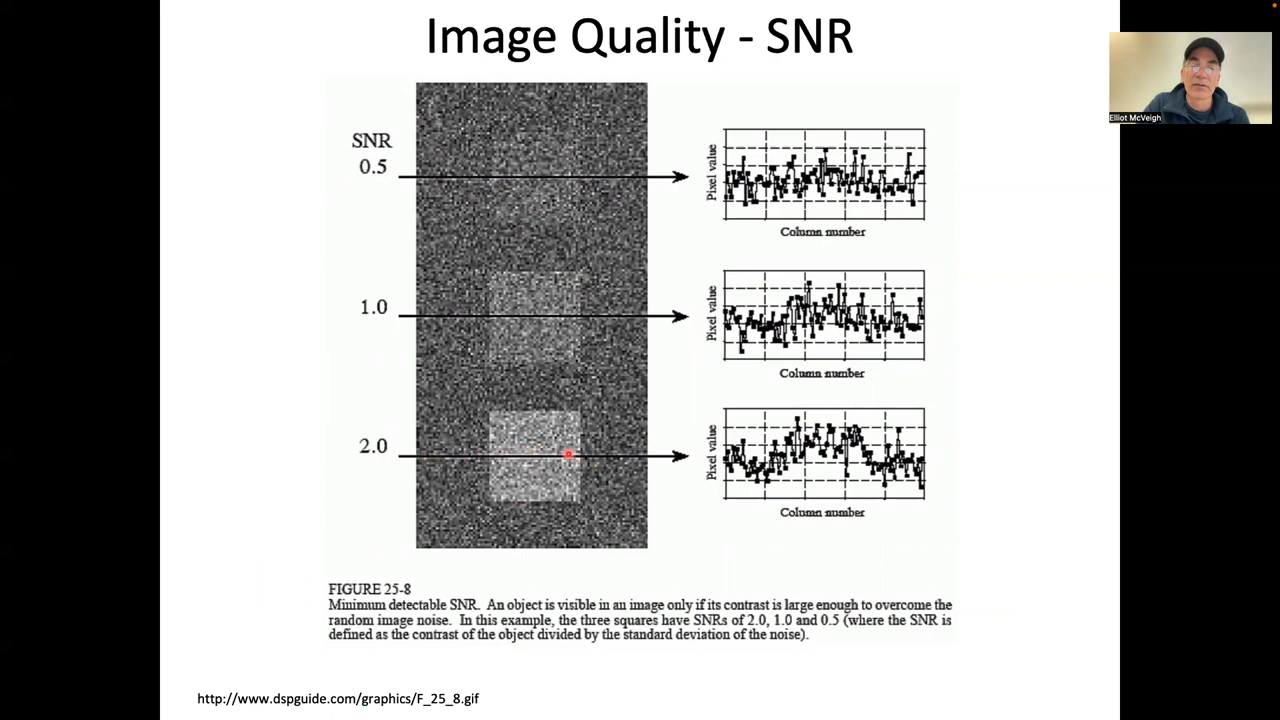 Image Quality - SNR
Elliot McVeigh
SNR
0.5
Pixel value
Column number
1.0
Pixel value
Column number
2.0
Pixel value
Column number
FIGURE 25-8
Minimum detectable SNR. An object is visible in an image only if its contrast is large enough to overcome the
random image noise. In this example, the three squares have SNRs of 2.0, 1.0 and 0.5 (where the SNR is
defined as the contrast of the object divided by the standard deviation of the noise).
http://www.dspguide.com/graphics/F_25_8.gif